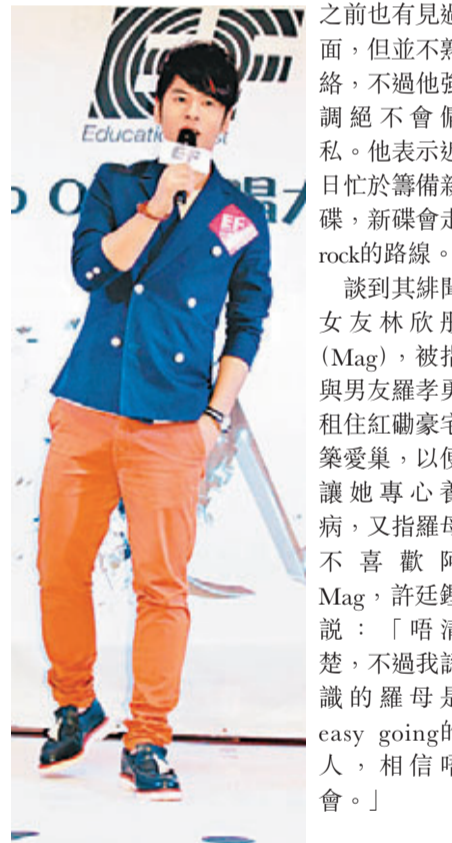 Educati st
EF
唱
EF
之前也有見過
面，但並不熟
絡，不過他強
調絕不會偏
私。他表示近
日忙於籌備新
碟，新碟會走
rock的路線。
談到其緋聞
女友林欣彤
（Mag），被指
與男友羅孝勇
租住紅磡豪宅
築愛巢，以便
讓她專心養
病，又指羅母
不喜歡阿
Mag，許廷鏗
説：「唔清
楚，不過我認
識的羅母是
easy going的
人，相信唔
會。」